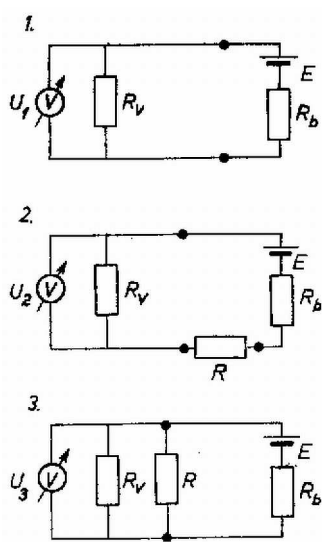 1.
E
U1 V RV Rb
2.
E
U2 V RV Rb
R
3.
E
U3 V RV R Rb